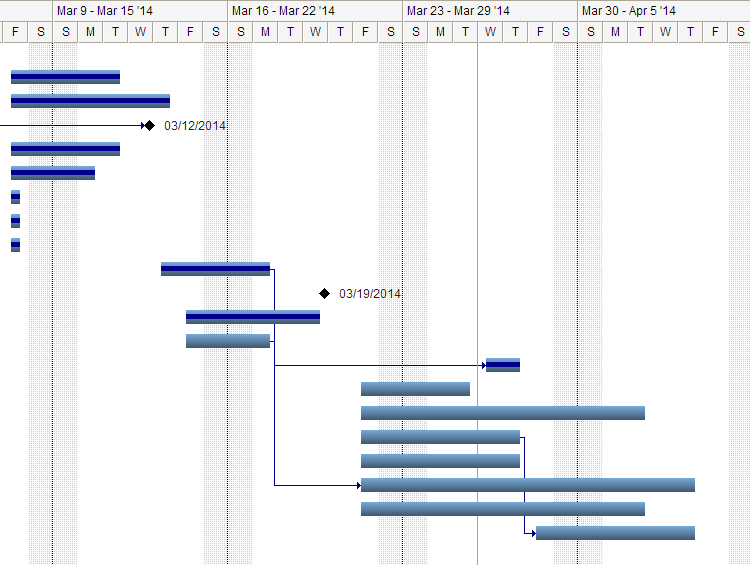 Mar 9 - Mar 15 '14 Mar 16 - Mar 22 '14 Mar 23 - Mar 29 '14 Mar 30 - Apr 5 '14
F S S M T W T F S S M T W T F S S M T W T F S S M T W T F S
03/12/2014
03/19/2014